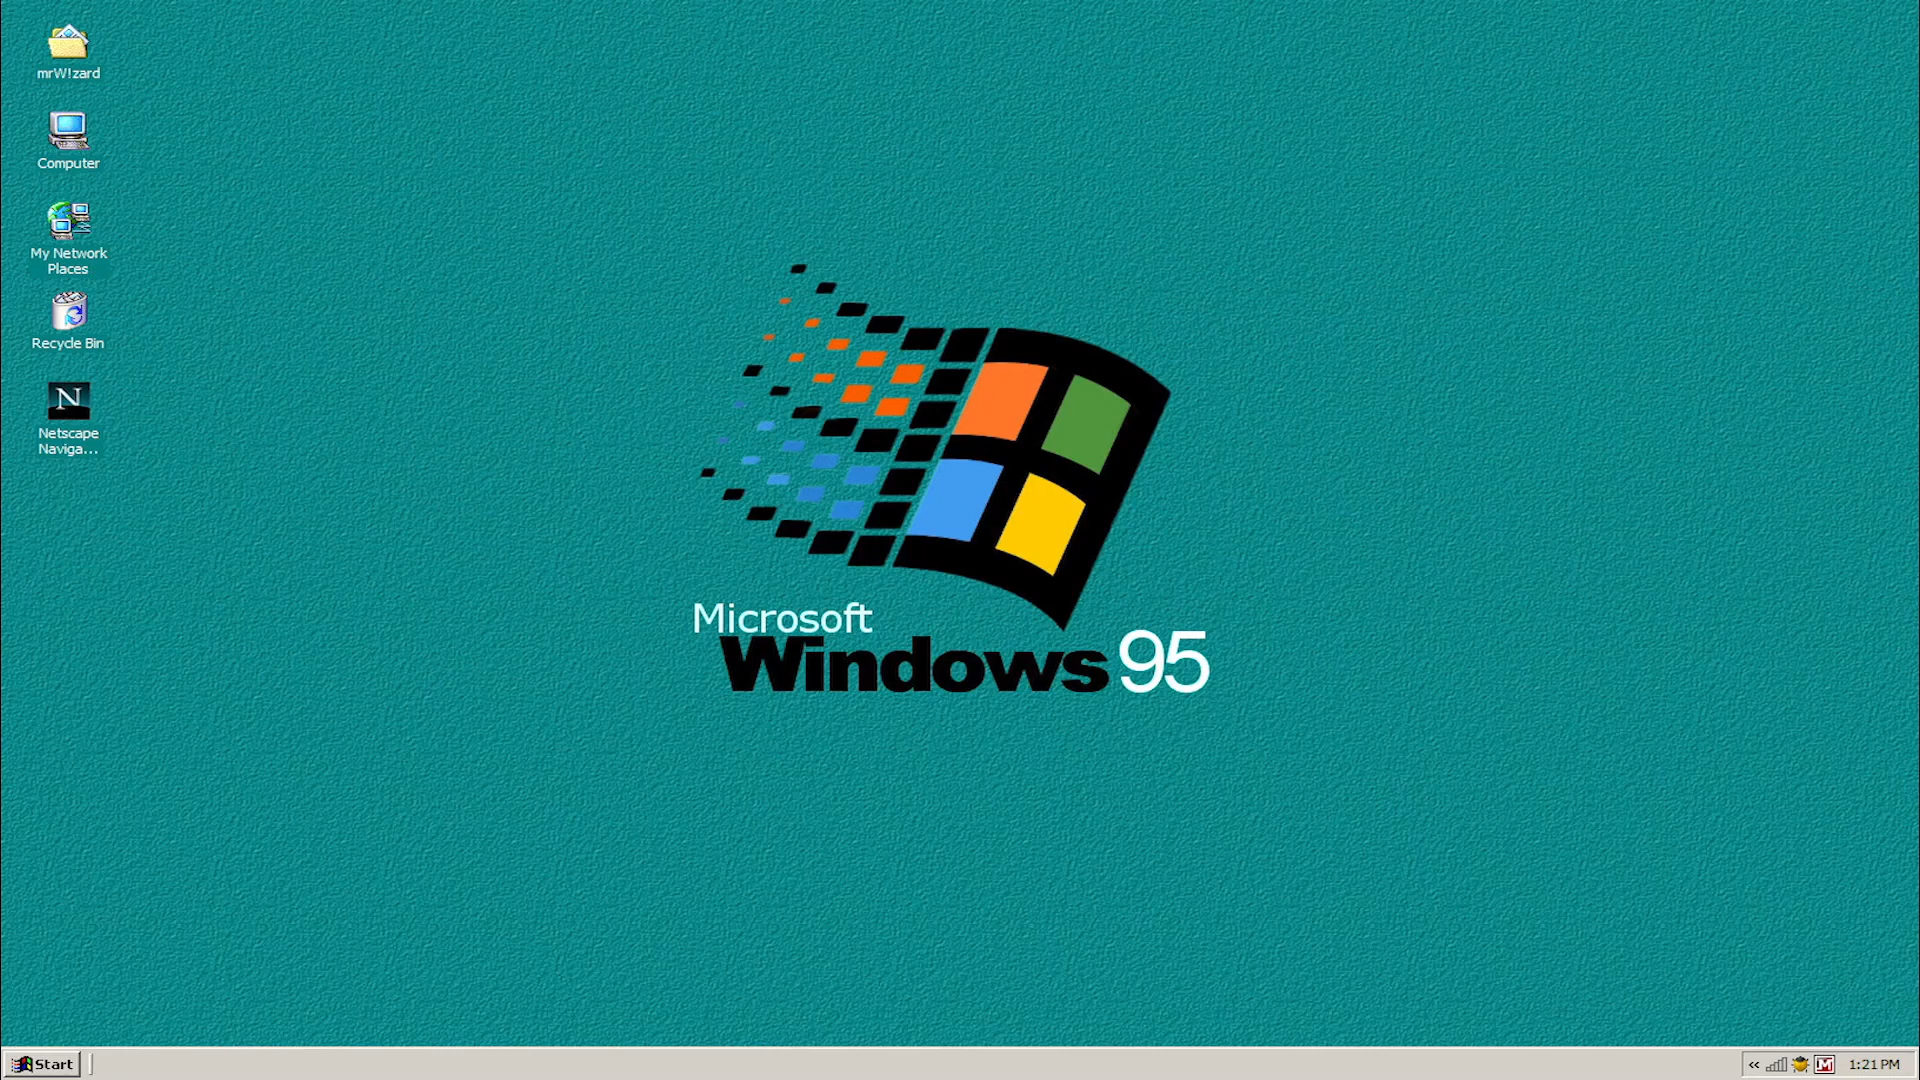 mrW!zard
Computer
My Network
Places
Recycle Bin
N
Netscape
Naviga...
Microsoft
Windows 95
Start
«
M
1:21 PM